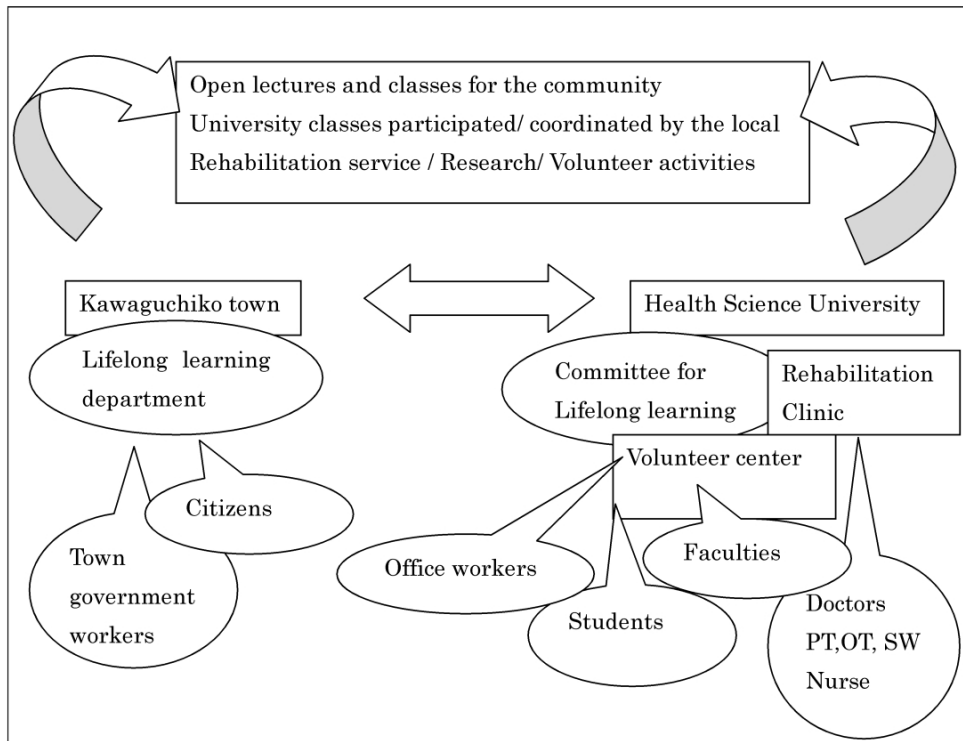 Open lectures and classes for the community
University classes participated/ coordinated by the local
Rehabilitation service / Research/ Volunteer activities
Kawaguchiko town
Health Science University
Lifelong learning
department
Committee for
Lifelong learning
Rehabilitation
Clinic
Volunteer center
Citizens
Town
government
workers
Office workers
Faculties
Students
Doctors
PT,OT, SW
Nurse